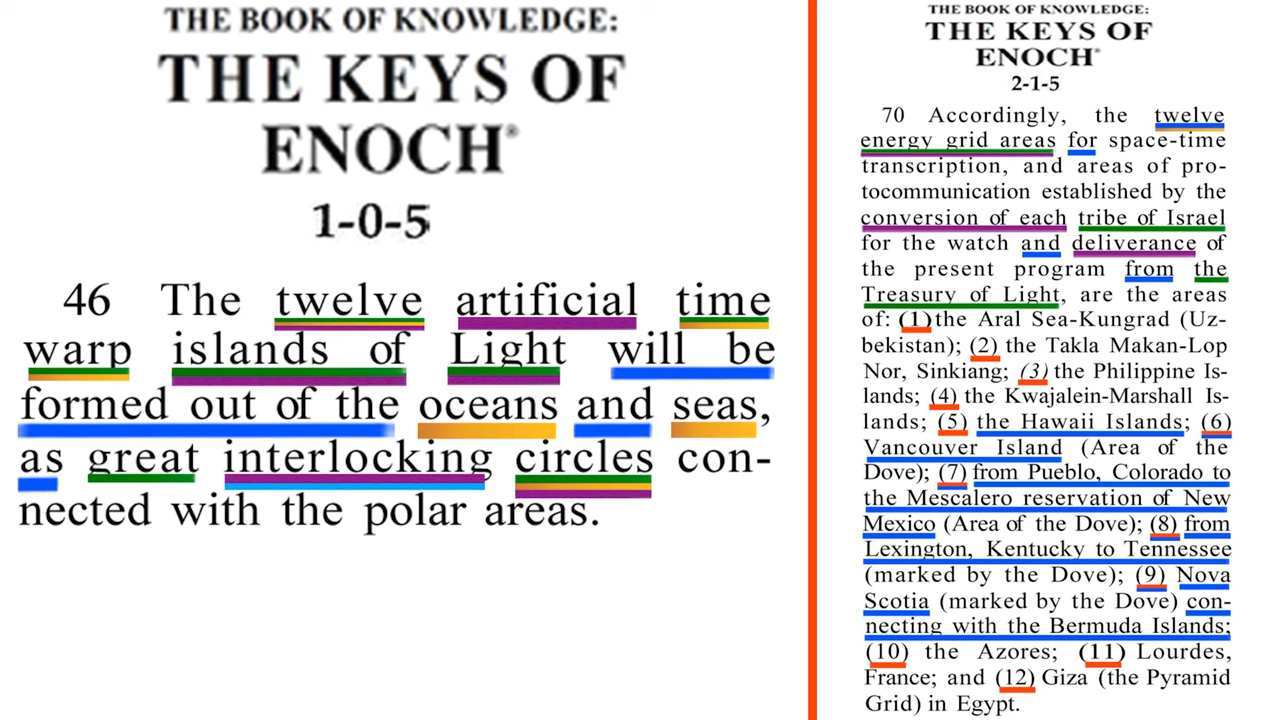 THE BOOK OF KNOWLEDGE:
THE KEYS OF
ENOCH®
1-0-5
46 The twelve artificial time
warp islands of Light will be
formed out of the oceans and seas,
as great interlocking circles con-
nected with the polar areas.
THE BOOK OF KNOWLEDGE:
THE KEYS OF
ENOCH®
2-1-5
70 Accordingly, the twelve
energy grid areas for space-time
transcription, and areas of pro-
tocommunication established by the
conversion of each tribe of Israel
for the watch and deliverance of
the present program from the
Treasury of Light, are the areas
of: (1) the Aral Sea-Kungrad (Uz-
bekistan); (2) the Takla Makan-Lop
Nor, Sinkiang; (3) the Philippine Is-
lands; (4) the Kwajalein-Marshall Is-
lands; (5) the Hawaii Islands; (6)
Vancouver Island (Area of the
Dove); (7) from Pueblo, Colorado to
the Mescalero reservation of New
Mexico (Area of the Dove); (8) from
Lexington, Kentucky to Tennessee
(marked by the Dove); (9) Nova
Scotia (marked by the Dove) con-
necting with the Bermuda Islands;
(10) the Azores; (11) Lourdes,
France; and (12) Giza (the Pyramid
Grid) in Egypt.